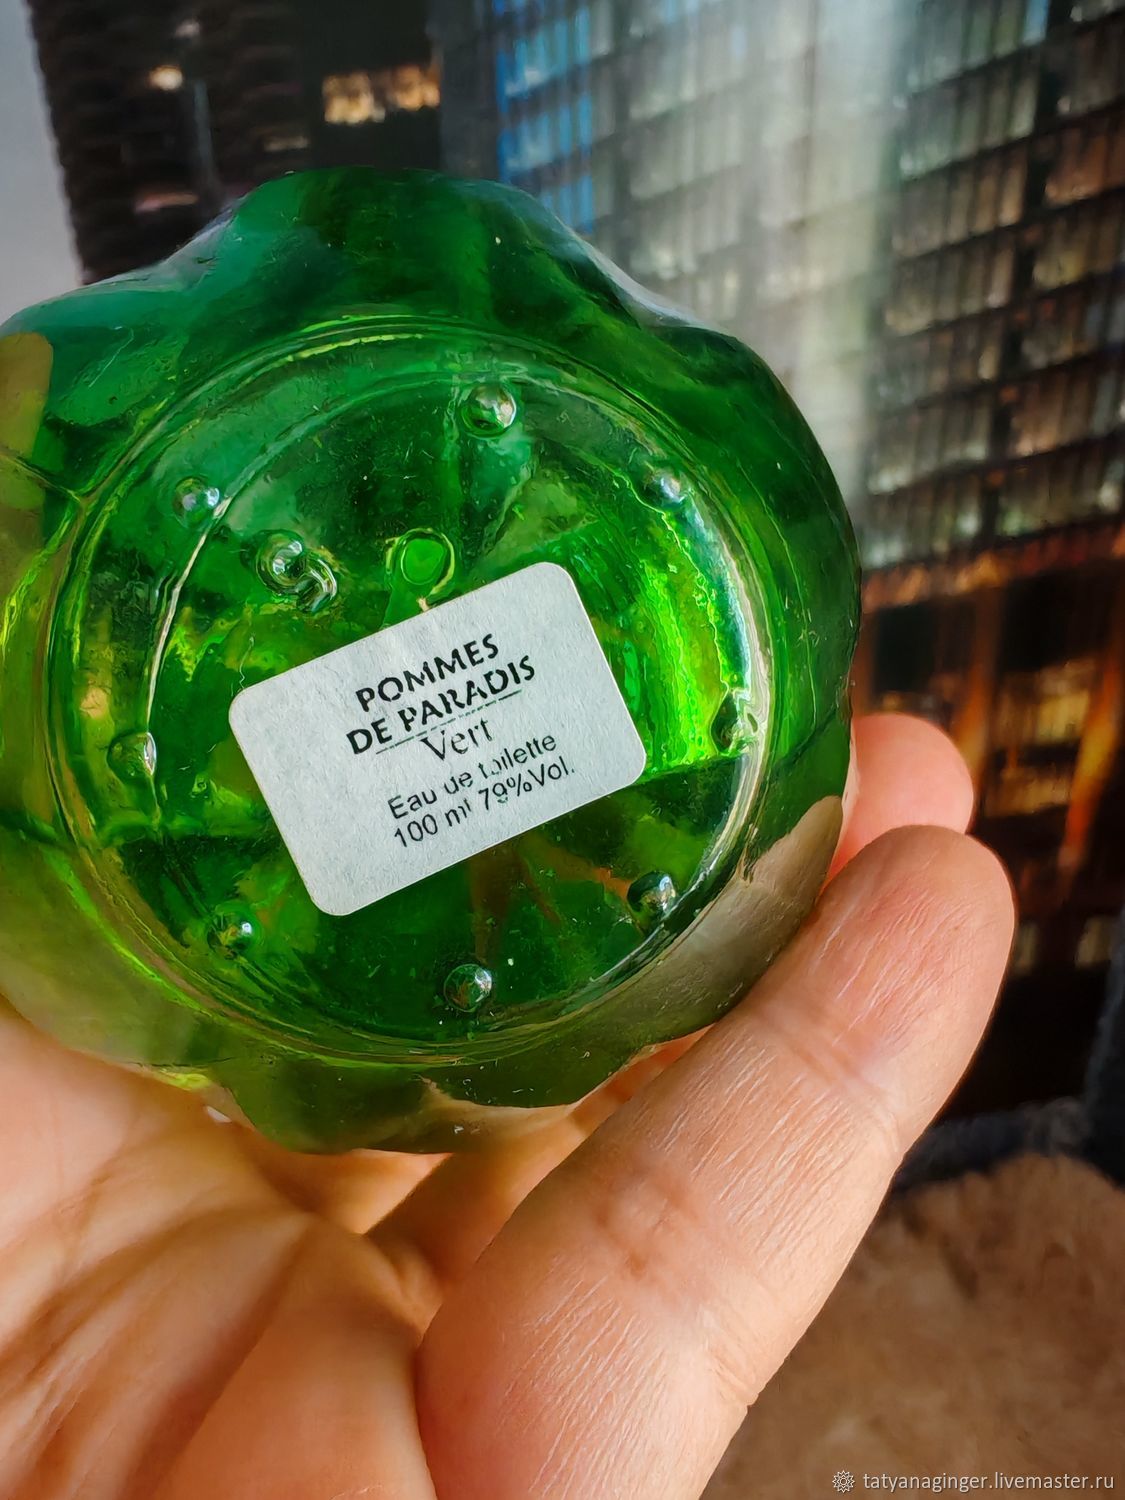 POMMES
DE PARADIS
Vert
Eau de toilette
100 ml 79%Vol.
tatyanaginger.livemaster.ru